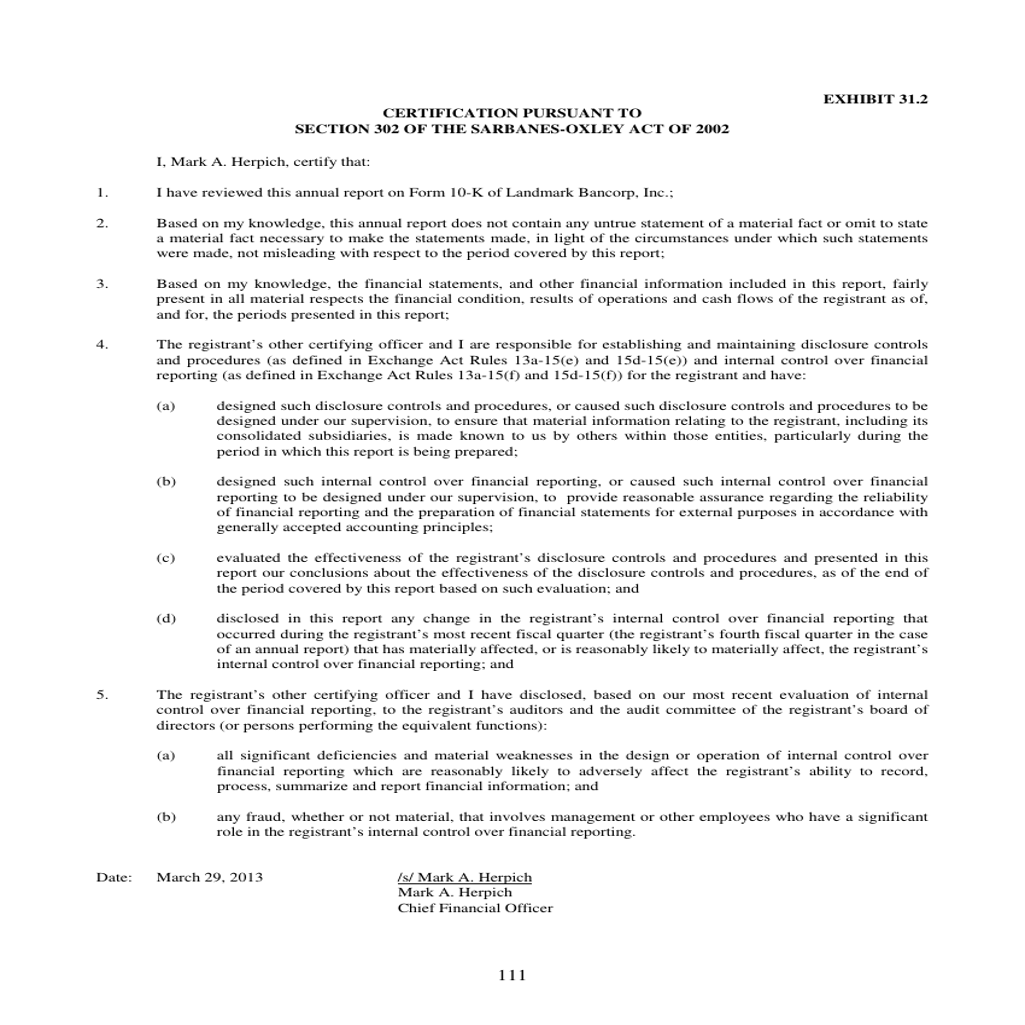 EXHIBIT 31.2
CERTIFICATION PURSUANT TO
SECTION 302 OF THE SARBANES-OXLEY ACT OF 2002
I, Mark A. Herpich, certify that:
1. I have reviewed this annual report on Form 10-K of Landmark Bancorp, Inc.;
2. Based on my knowledge, this annual report does not contain any untrue statement of a material fact or omit to state
a material fact necessary to make the statements made, in light of the circumstances under which such statements
were made, not misleading with respect to the period covered by this report;
3. Based on my knowledge, the financial statements, and other financial information included in this report, fairly
present in all material respects the financial condition, results of operations and cash flows of the registrant as of,
and for, the periods presented in this report;
4. The registrant's other certifying officer and I are responsible for establishing and maintaining disclosure controls
and procedures (as defined in Exchange Act Rules 13a-15(e) and 15d-15(e)) and internal control over financial
reporting (as defined in Exchange Act Rules 13a-15(f) and 15d-15(f)) for the registrant and have:
(a) designed such disclosure controls and procedures, or caused such disclosure controls and procedures to be
designed under our supervision, to ensure that material information relating to the registrant, including its
consolidated subsidiaries, is made known to us by others within those entities, particularly during the
period in which this report is being prepared;
(b) designed such internal control over financial reporting, or caused such internal control over financial
reporting to be designed under our supervision, to provide reasonable assurance regarding the reliability
of financial reporting and the preparation of financial statements for external purposes in accordance with
generally accepted accounting principles;
(c) evaluated the effectiveness of the registrant's disclosure controls and procedures and presented in this
report our conclusions about the effectiveness of the disclosure controls and procedures, as of the end of
the period covered by this report based on such evaluation; and
(d) disclosed in this report any change in the registrant's internal control over financial reporting that
occurred during the registrant's most recent fiscal quarter (the registrant's fourth fiscal quarter in the case
of an annual report) that has materially affected, or is reasonably likely to materially affect, the registrant's
internal control over financial reporting; and
5. The registrant's other certifying officer and I have disclosed, based on our most recent evaluation of internal
control over financial reporting, to the registrant's auditors and the audit committee of the registrant's board of
directors (or persons performing the equivalent functions):
(a) all significant deficiencies and material weaknesses in the design or operation of internal control over
financial reporting which are reasonably likely to adversely affect the registrant's ability to record,
process, summarize and report financial information; and
(b) any fraud, whether or not material, that involves management or other employees who have a significant
role in the registrant's internal control over financial reporting.
Date: March 29, 2013 /s/ Mark A. Herpich
Mark A. Herpich
Chief Financial Officer
111